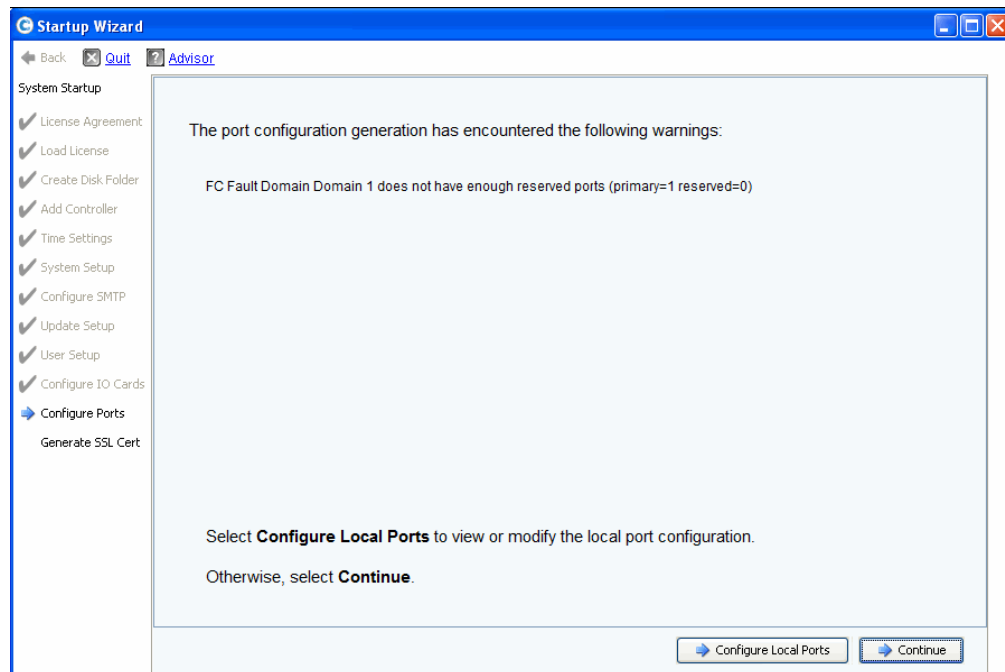 Startup Wizard
Back Quit Advisor
System Startup
License Agreement
Load License
Create Disk Folder
Add Controller
Time Settings
System Setup
Configure SMTP
Update Setup
User Setup
Configure IO Cards
Configure Ports
Generate SSL Cert
The port configuration generation has encountered the following warnings:
FC Fault Domain Domain 1 does not have enough reserved ports (primary=1 reserved=0)
Select Configure Local Ports to view or modify the local port configuration.
Otherwise, select Continue.
Configure Local Ports Continue